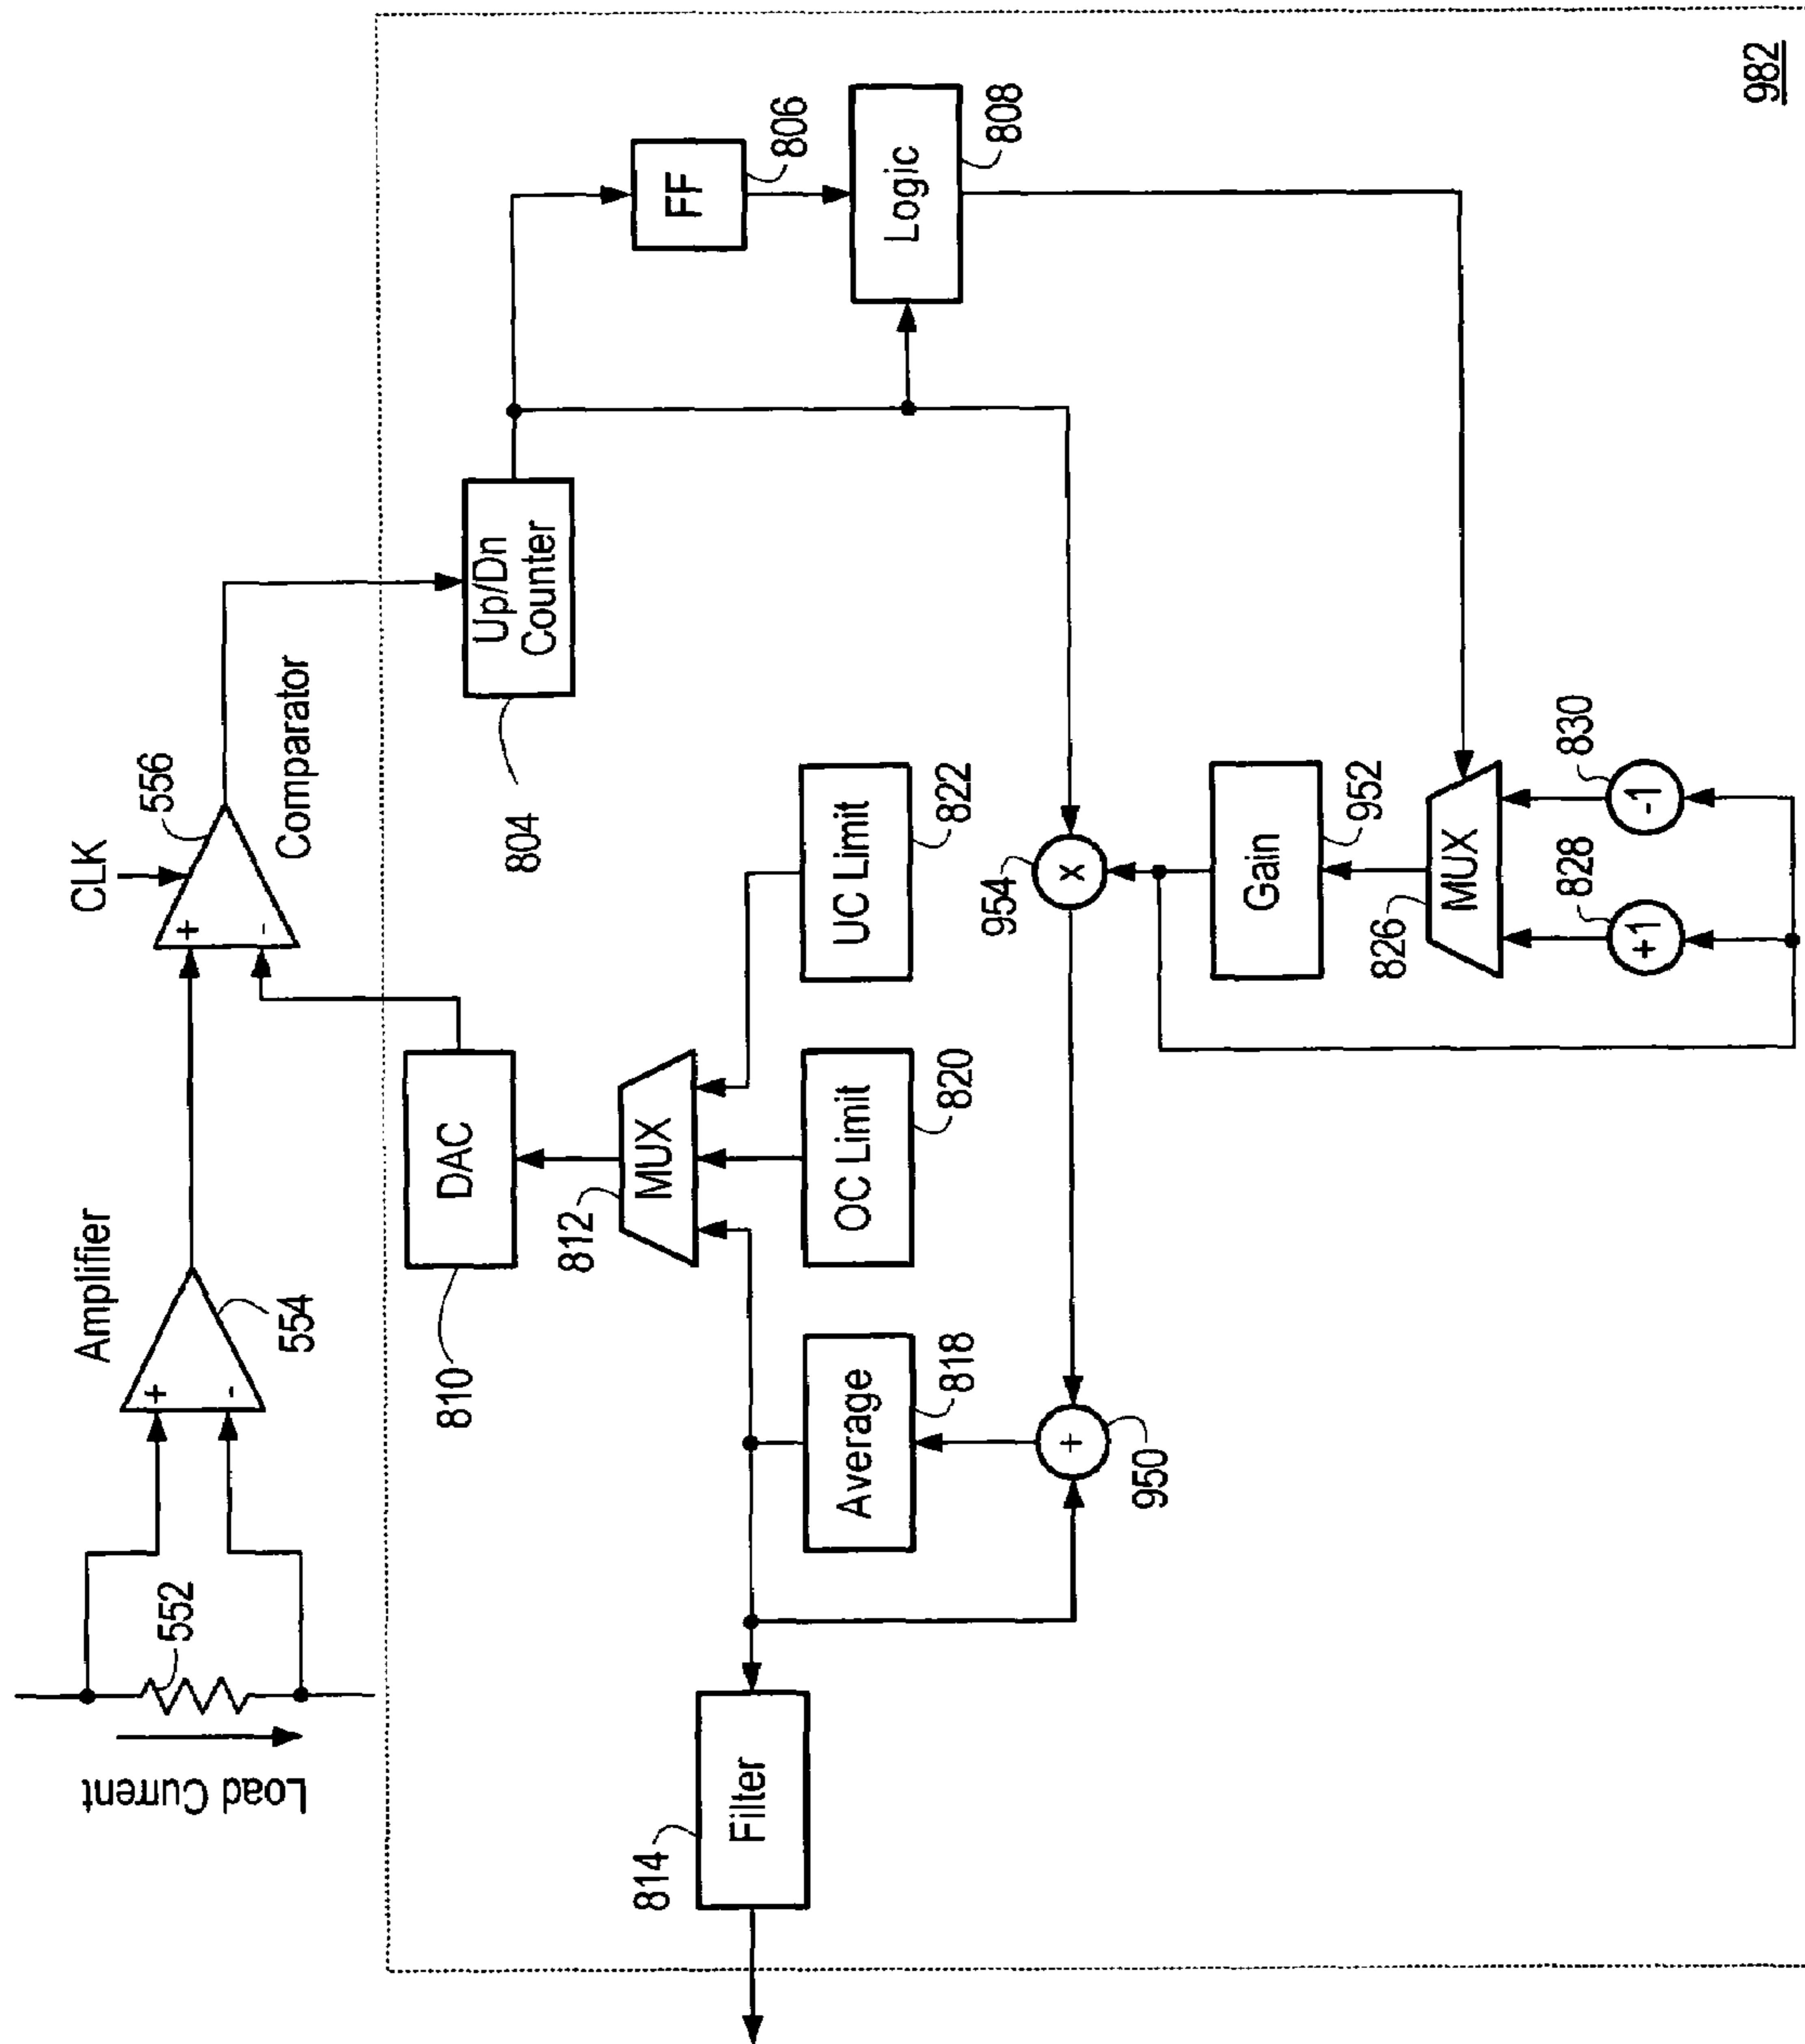 Load Current
552
Amplifier
+
-
554
CLK
556
+
-
Comparator
810
DAC
804
Up/Dn
Counter
FF
806
Logic
808
814
Filter
812
MUX
Average
818
OC Limit
820
UC Limit
822
+
950
954
x
Gain
952
826
MUX
+1
828
-1
830
982